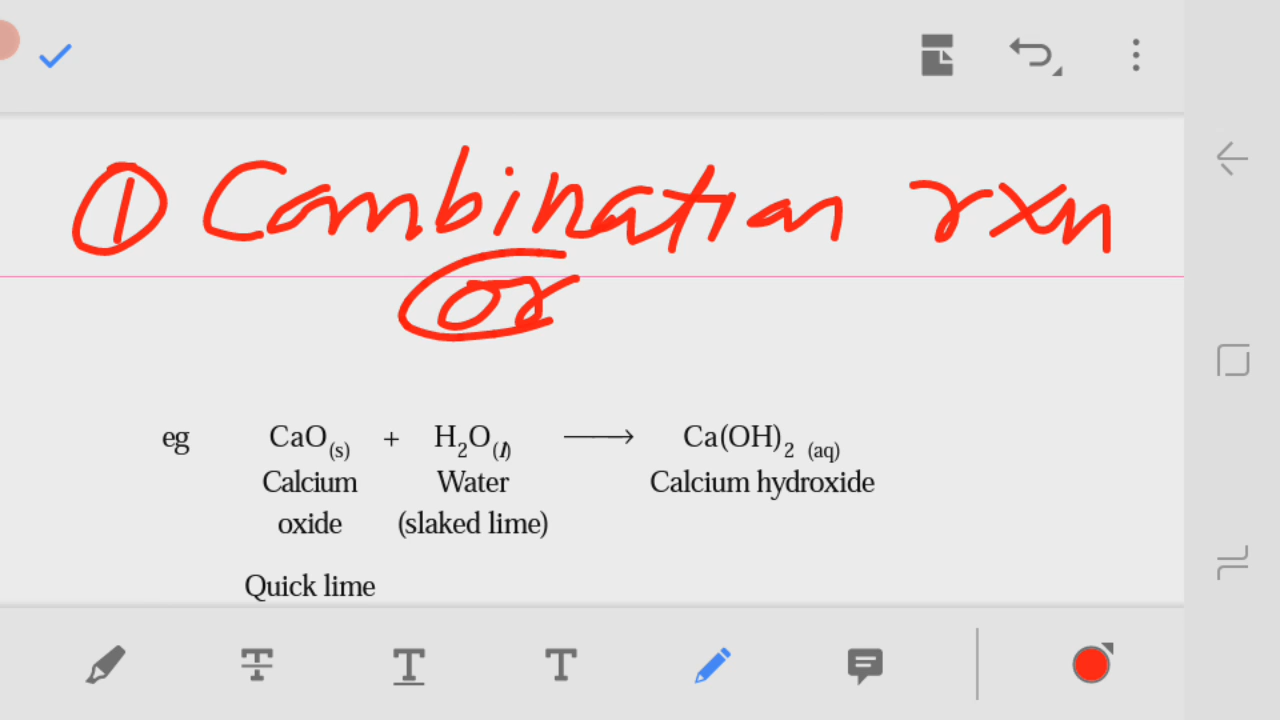 ① Combination rxn
or
eg CaO(s) + H₂O(l) ⟶ Ca(OH)₂ (aq)
Calcium Water Calcium hydroxide
oxide (slaked lime)
Quick lime